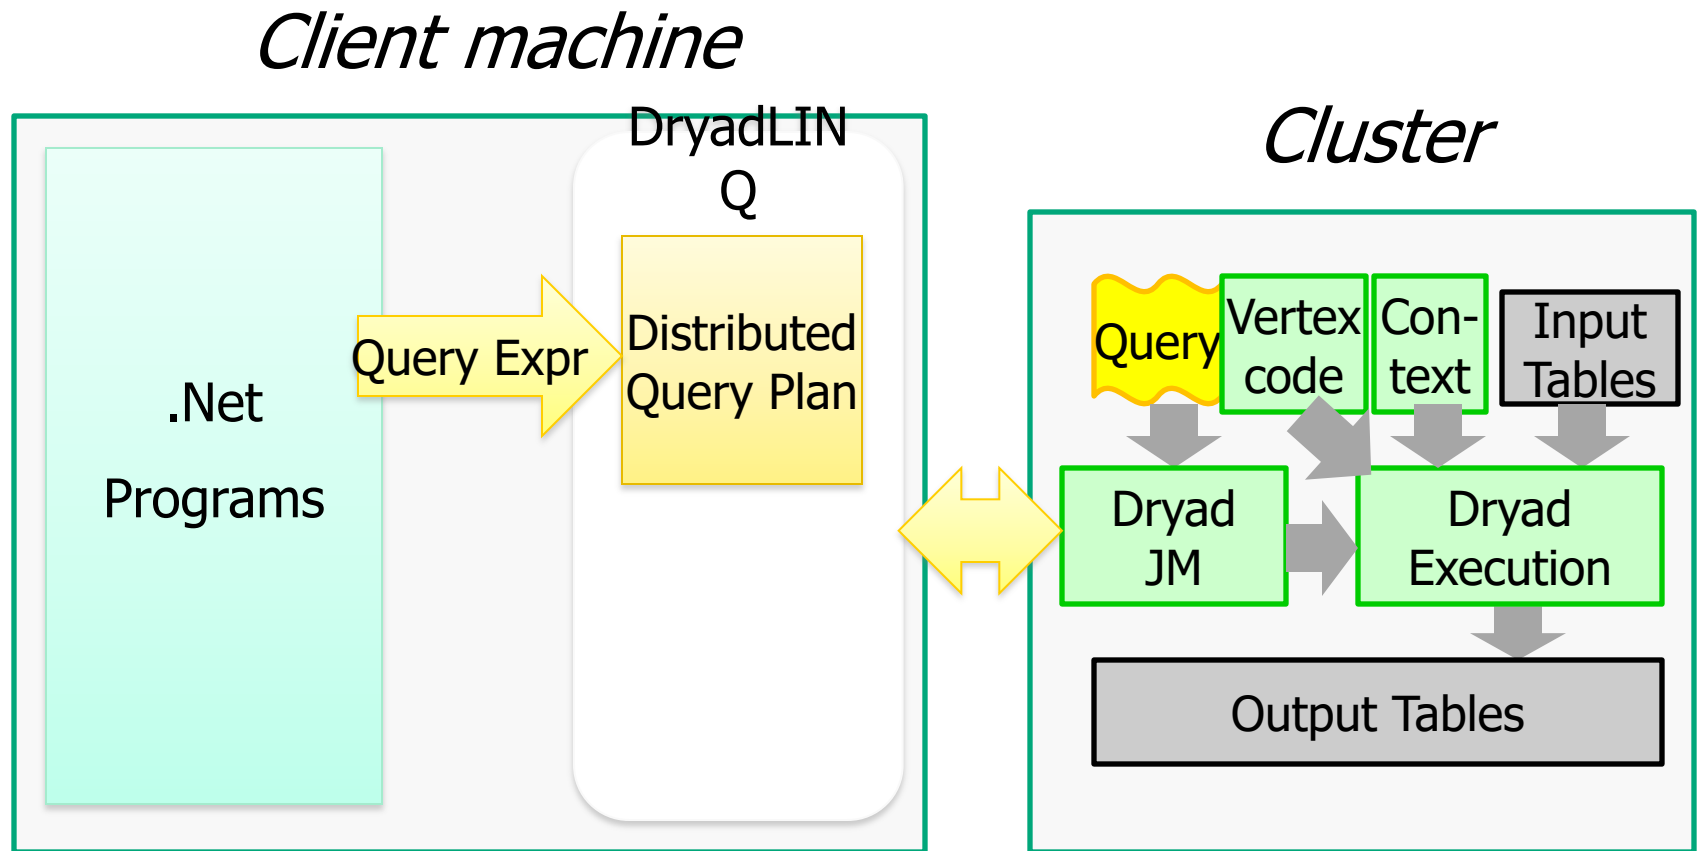 Client machine
DryadLIN
Q
.Net
Programs
Query Expr
Distributed
Query Plan
Cluster
Query
Vertex
code
Con-
text
Input
Tables
Dryad
JM
Dryad
Execution
Output Tables